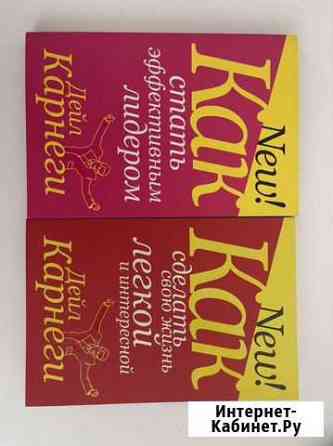 New!
Как
стать
эффективным
лидером
Дейл
Карнеги
New!
Как
сделать
свою жизнь
легкой
и интересной
Дейл
Карнеги
Интернет-
Кабинет.Ру